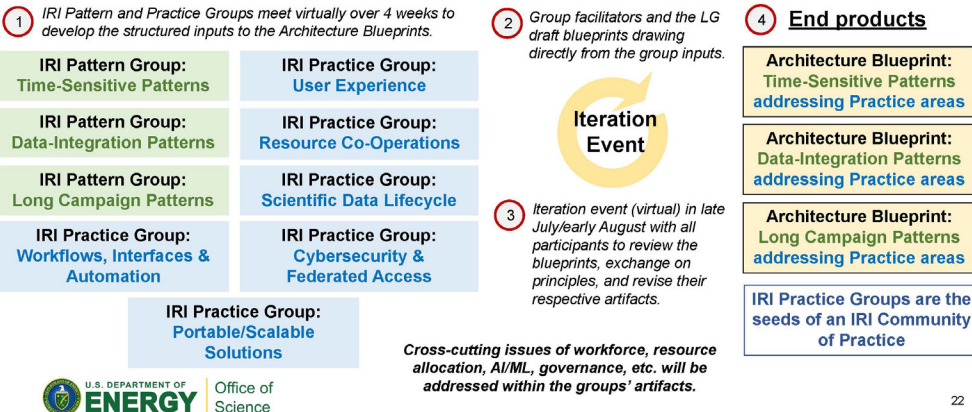 1
IRI Pattern and Practice Groups meet virtually over 4 weeks to
develop the structured inputs to the Architecture Blueprints.
IRI Pattern Group:
Time-Sensitive Patterns
IRI Practice Group:
User Experience
IRI Pattern Group:
Data-Integration Patterns
IRI Practice Group:
Resource Co-Operations
IRI Pattern Group:
Long Campaign Patterns
IRI Practice Group:
Scientific Data Lifecycle
IRI Practice Group:
Workflows, Interfaces &
Automation
IRI Practice Group:
Cybersecurity &
Federated Access
IRI Practice Group:
Portable/Scalable
Solutions
2
Group facilitators and the LG
draft blueprints drawing
directly from the group inputs.
Iteration
Event
3
Iteration event (virtual) in late
July/early August with all
participants to review the
blueprints, exchange on
principles, and revise their
respective artifacts.
Cross-cutting issues of workforce, resource
allocation, AI/ML, governance, etc. will be
addressed within the groups' artifacts.
4
End products
Architecture Blueprint:
Time-Sensitive Patterns
addressing Practice areas
Architecture Blueprint:
Data-Integration Patterns
addressing Practice areas
Architecture Blueprint:
Long Campaign Patterns
addressing Practice areas
IRI Practice Groups are the
seeds of an IRI Community
of Practice
U.S. DEPARTMENT OF
ENERGY
Office of
Science
22